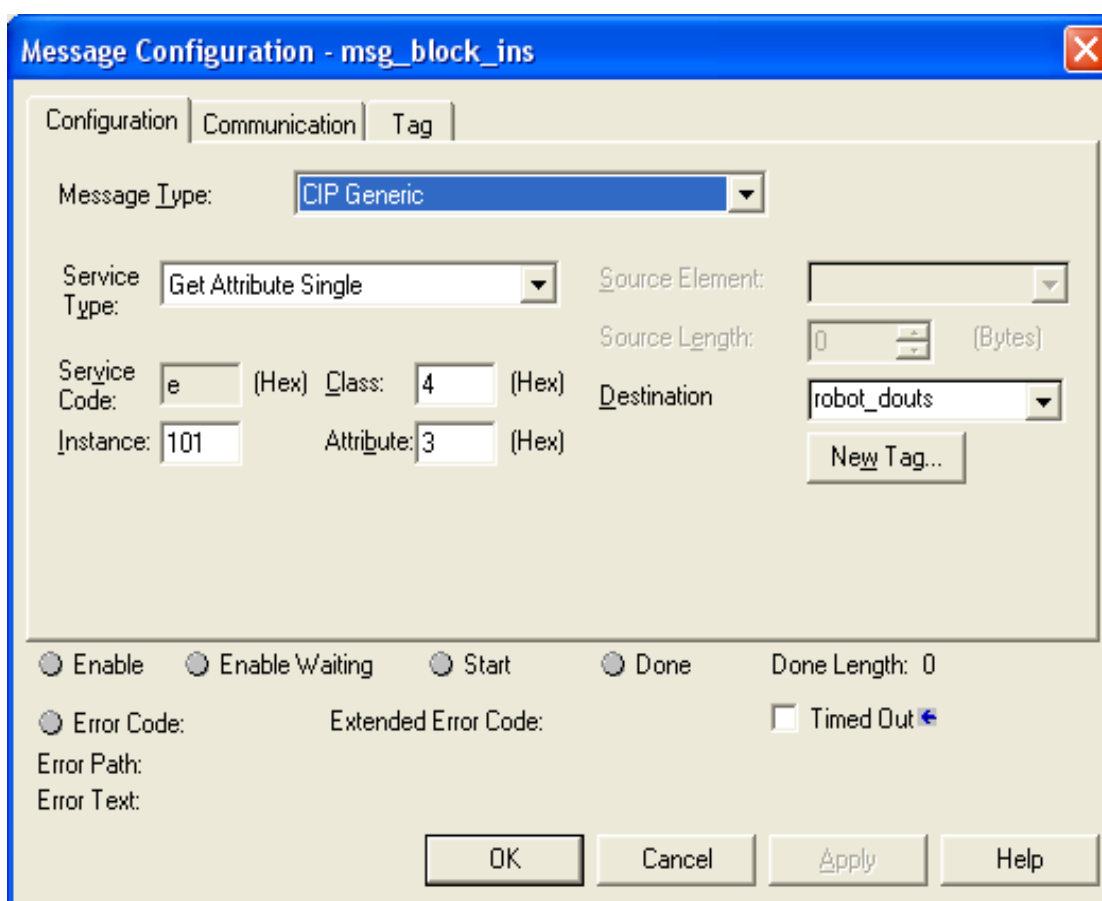 Message Configuration - msg_block_ins
Configuration Communication Tag
Message Type: CIP Generic
Service Type: Get Attribute Single
Source Element:
Source Length: 0 (Bytes)
Service Code: e (Hex) Class: 4 (Hex)
Destination robot_douts
Instance: 101 Attribute: 3 (Hex)
New Tag...
Enable Enable Waiting Start Done Done Length: 0
Error Code: Extended Error Code: Timed Out
Error Path:
Error Text:
OK Cancel Apply Help